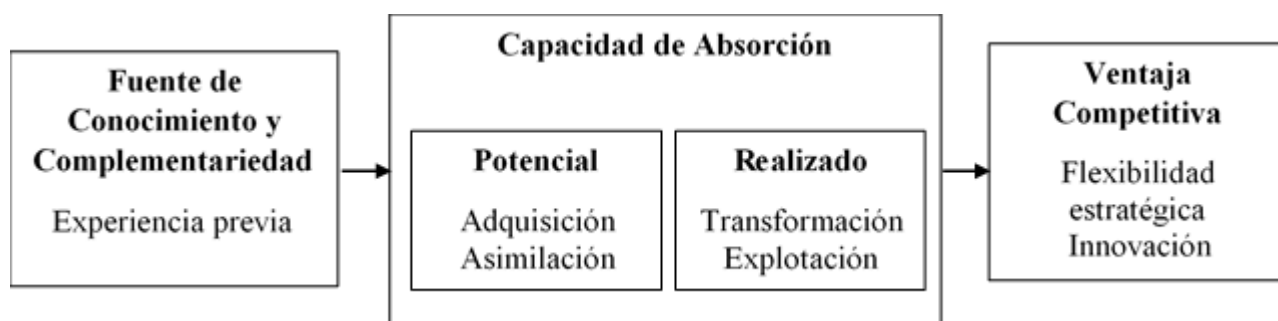 Fuente de
Conocimiento y
Complementariedad
Experiencia previa
Capacidad de Absorción
Potencial
Adquisición
Asimilación
Realizado
Transformación
Explotación
Ventaja
Competitiva
Flexibilidad
estratégica
Innovación